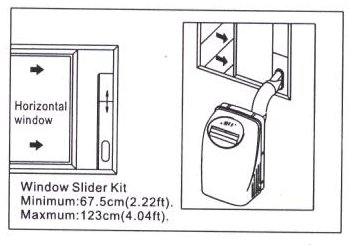 Horizontal
window
Window Slider Kit
Minimum:67.5cm(2.22ft).
Maxmum:123cm(4.04ft).